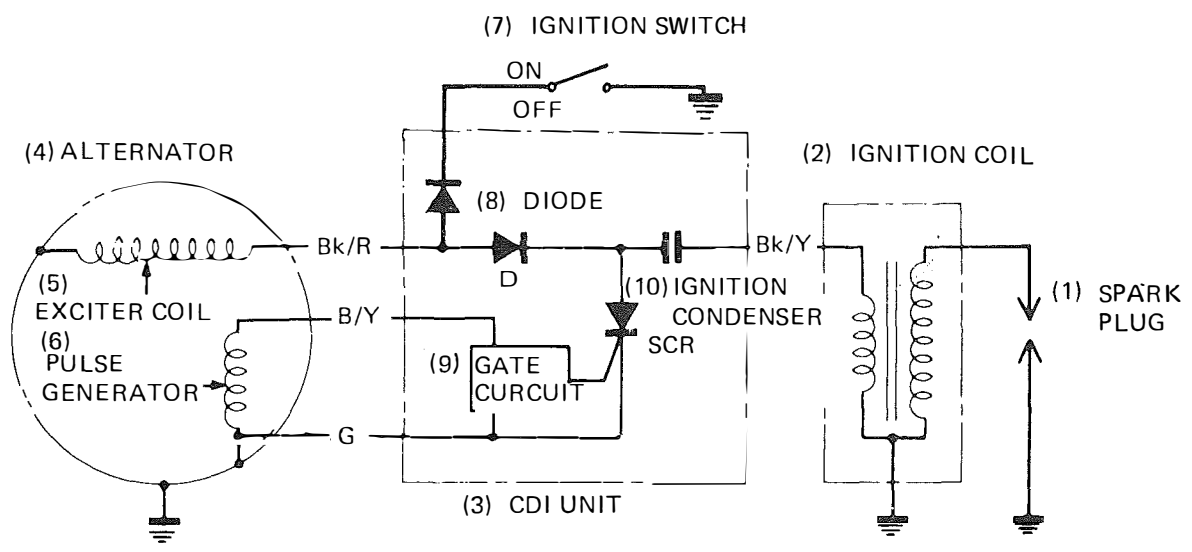 (7) IGNITION SWITCH
ON
OFF
(4) ALTERNATOR
(2) IGNITION COIL
(8) DIODE
Bk/R
Bk/Y
D
(5)
EXCITER COIL
(10) IGNITION
CONDENSER
SCR
(1) SPARK
PLUG
B/Y
(6)
PULSE
GENERATOR
(9) GATE
CURCUIT
G
(3) CDI UNIT